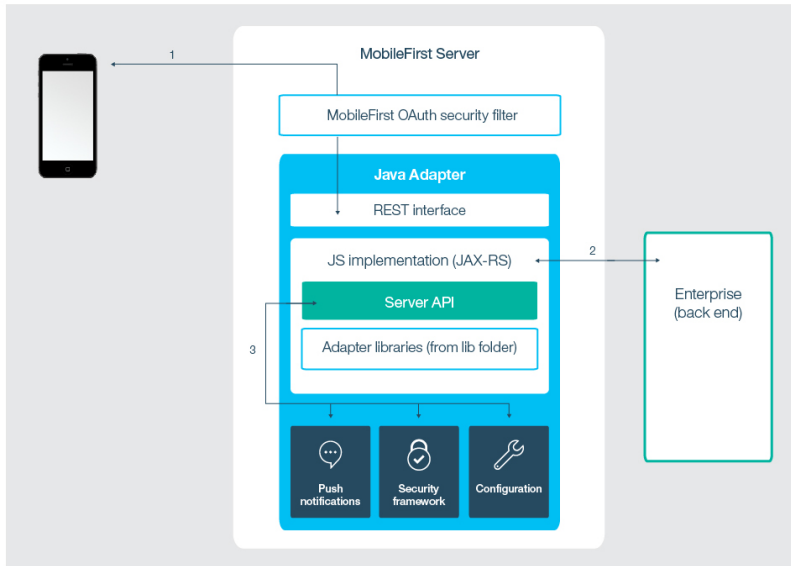 MobileFirst Server
1
MobileFirst OAuth security filter
Java Adapter
REST interface
JS implementation (JAX-RS)
2
Server API
Enterprise
(back end)
3
Adapter libraries (from lib folder)
Push
notifications
Security
framework
Configuration